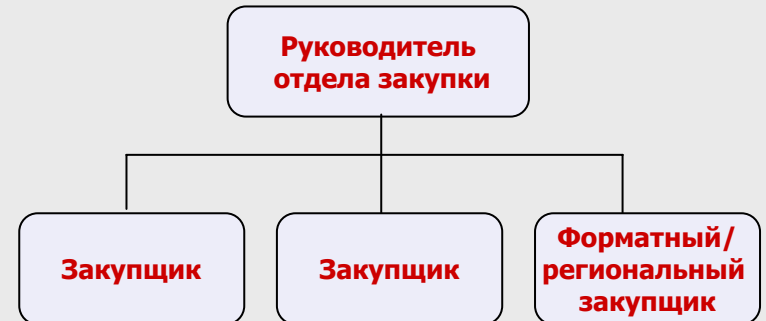 Руководитель
отдела закупки
Закупщик
Закупщик
Форматный/
региональный
закупщик